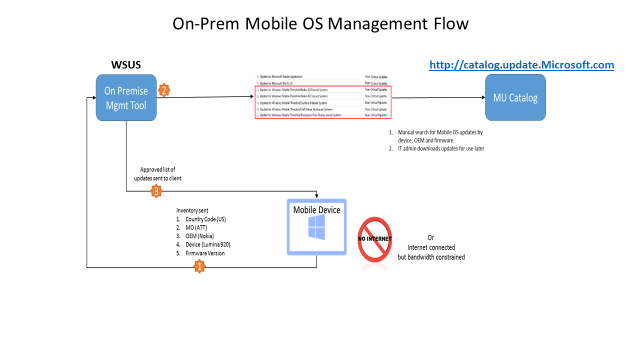 On-Prem Mobile OS Management Flow
WSUS
http://catalog.update.Microsoft.com
On Premise
Mgmt Tool
2
MU Catalog
1. Manual search for Mobile OS updates by
device, OEM and firmware.
2. IT admin downloads updates for use later
Approved list of
updates sent to client
3
Inventory sent
1. Country Code (US)
2. MO (ATT)
3. OEM (Nokia)
4. Device (Lumina 920)
5. Firmware Version
1
Mobile Device
NO INTERNET
Or
Internet connected
but bandwidth constrained